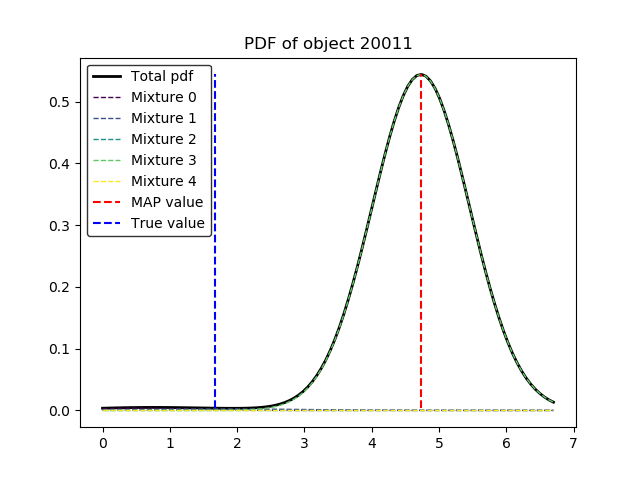 PDF of object 20011
Total pdf
Mixture 0
Mixture 1
Mixture 2
Mixture 3
Mixture 4
MAP value
True value
0.5
0.4
0.3
0.2
0.1
0.0
0 1 2 3 4 5 6 7